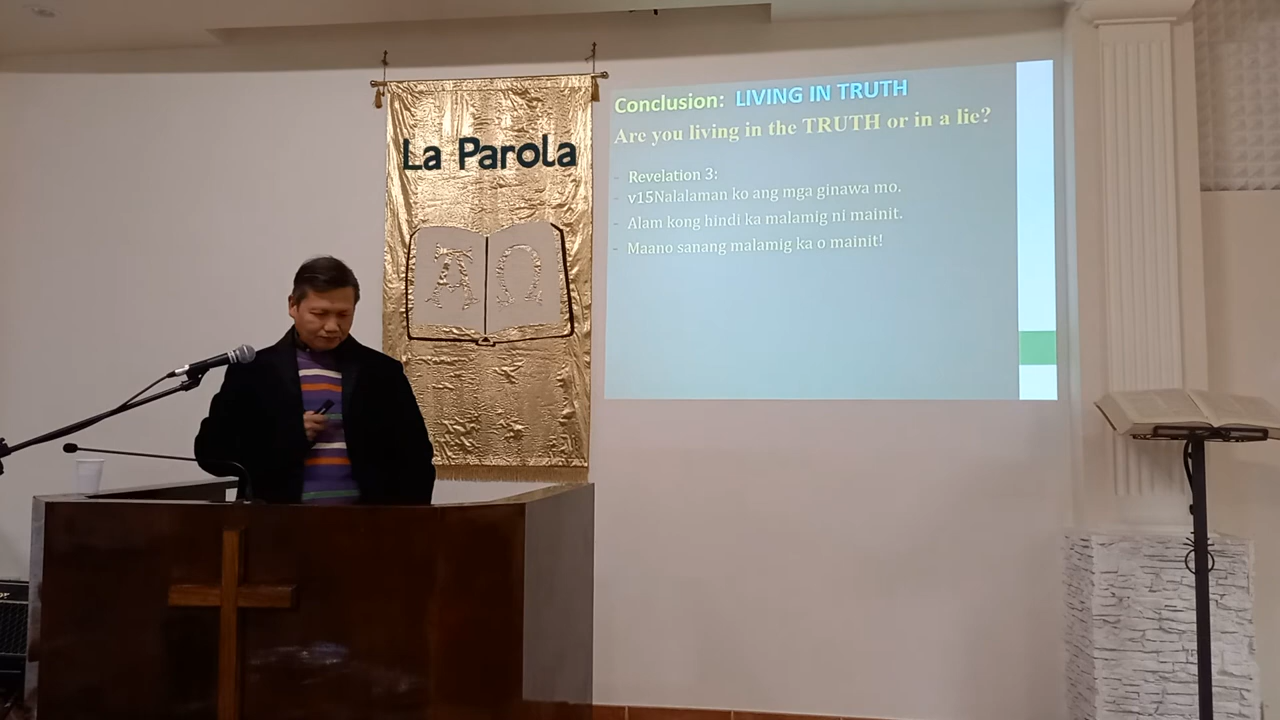 La Parola
Α Ω
Conclusion: LIVING IN TRUTH
Are you living in the TRUTH or in a lie?
- Revelation 3:
- v15Nalalaman ko ang mga ginawa mo.
- Alam kong hindi ka malamig ni mainit.
- Maano sanang malamig ka o mainit!